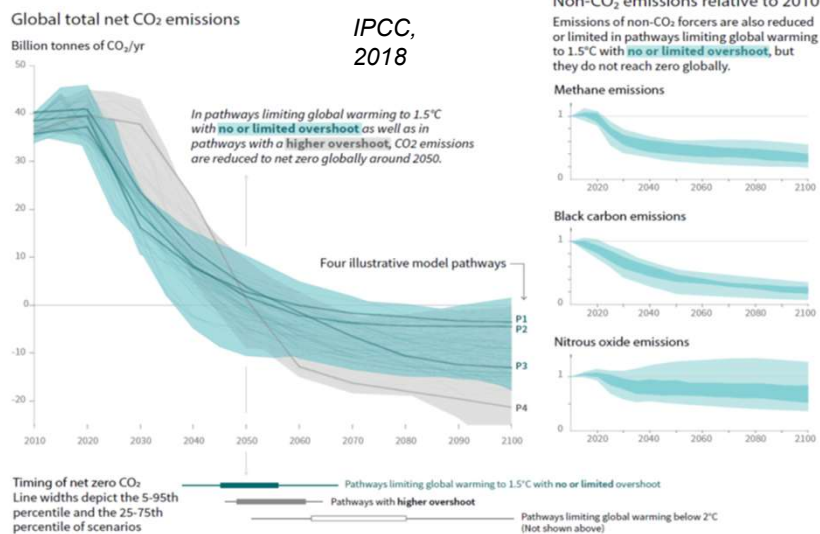 Global total net CO₂ emissions
Billion tonnes of CO₂/yr
IPCC,
2018
50
40
30
20
10
0
-10
-20
In pathways limiting global warming to 1.5°C
with no or limited overshoot as well as in
pathways with a higher overshoot, CO2 emissions
are reduced to net zero globally around 2050.
Four illustrative model pathways
P1
P2
P3
P4
2010
2020
2030
2040
2050
2060
2070
2080
2090
2100
Non-CO₂ emissions relative to 2010
Emissions of non-CO₂ forcers are also reduced
or limited in pathways limiting global warming
to 1.5°C with no or limited overshoot, but
they do not reach zero globally.
Methane emissions
1
0
2020
2040
2060
2080
2100
Black carbon emissions
1
0
2020
2040
2060
2080
2100
Nitrous oxide emissions
1
0
2020
2040
2060
2080
2100
Timing of net zero CO₂
Line widths depict the 5-95th
percentile and the 25-75th
percentile of scenarios
Pathways limiting global warming to 1.5°C with no or limited overshoot
Pathways with higher overshoot
Pathways limiting global warming below 2°C
(Not shown above)